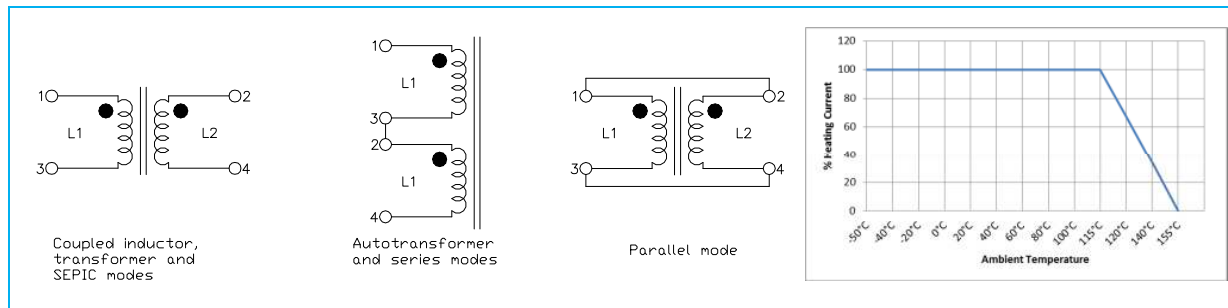 1
L1
3
2
L2
4
Coupled inductor,
transformer and
SEPIC modes
1
L1
3
2
L1
4
Autotransformer
and series modes
1
L1
3
2
L2
4
Parallel mode
120
100
80
60
40
20
0
% Heating Current
-50°C
-40°C
-20°C
0°C
20°C
40°C
60°C
80°C
100°C
115°C
120°C
140°C
155°C
Ambient Temperature